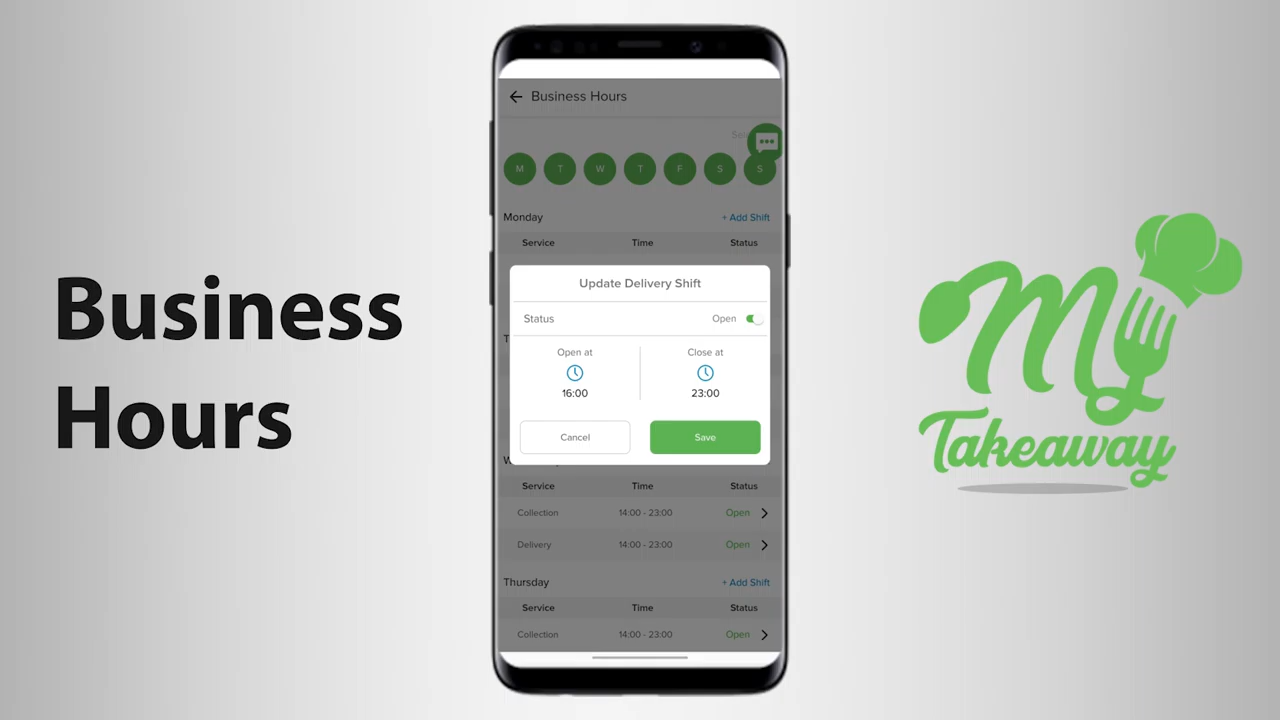 Business
Hours
Business Hours
M T W T F S S
Monday + Add Shift
Service Time Status
Update Delivery Shift
Status Open
Open at Close at
16:00 23:00
Cancel Save
Service Time Status
Collection 14:00 - 23:00 Open
Delivery 14:00 - 23:00 Open
Thursday + Add Shift
Service Time Status
Collection 14:00 - 23:00 Open
My
Takeaway